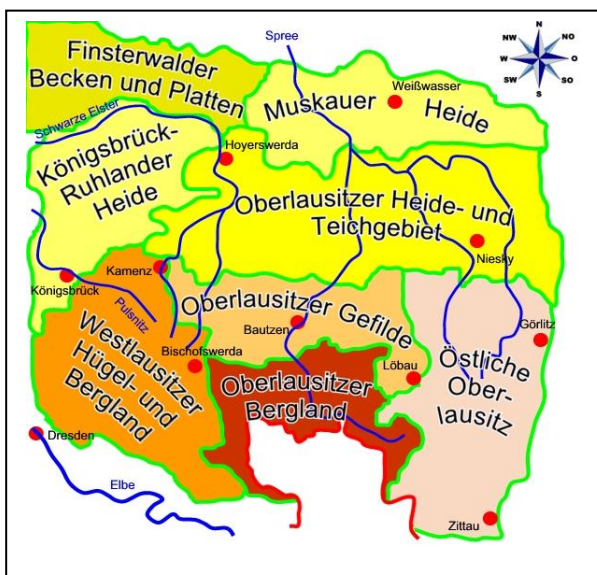 N
NW
NO
W
O
SW
SO
S
Spree
Finsterwalder
Becken und Platten
Weißwasser
Muskauer
Heide
Schwarze Elster
Hoyerswerda
Königsbrück-
Ruhlander
Heide
Oberlausitzer Heide- und
Teichgebiet
Niesky
Kamenz
Königsbrück
Pulsnitz
Oberlausitzer Gefilde
Bautzen
Görlitz
Westlausitzer
Hügel- und
Bergland
Bischofswerda
Löbau
Östliche
Ober-
lausitz
Oberlausitzer
Bergland
Dresden
Elbe
Zittau